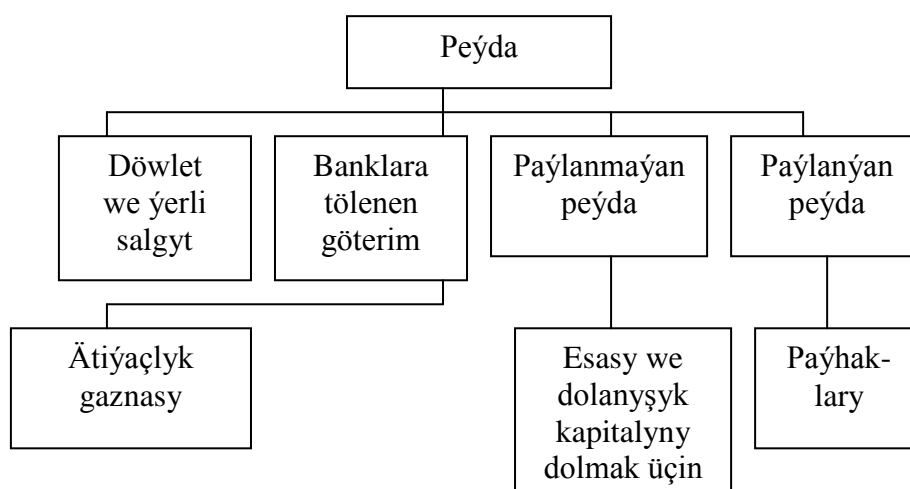 Peýda
Döwlet
we ýerli
salgyt
Banklara
tölenen
göterim
Paýlanmaýan
peýda
Paýlanýan
peýda
Ätiýaçlyk
gaznasy
Esasy we
dolanyşyk
kapitalyny
dolmak üçin
Paýhak-
lary